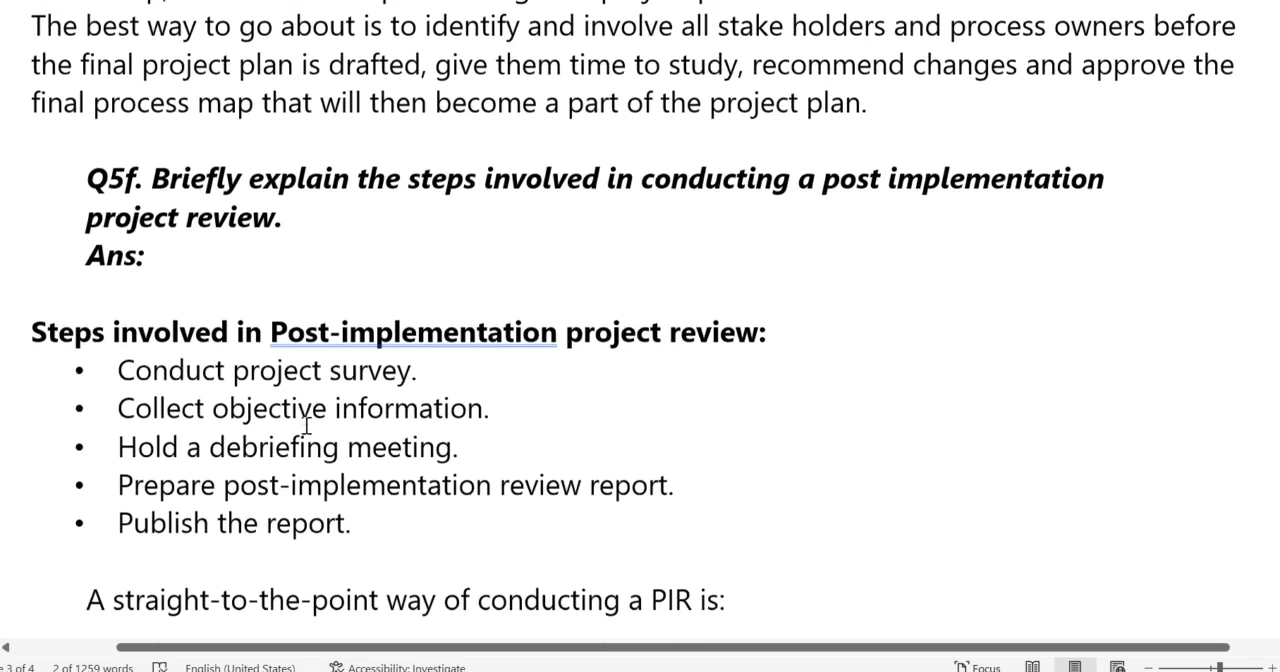 The best way to go about is to identify and involve all stake holders and process owners before
the final project plan is drafted, give them time to study, recommend changes and approve the
final process map that will then become a part of the project plan.
Q5f. Briefly explain the steps involved in conducting a post implementation
project review.
Ans:
Steps involved in Post-implementation project review:
• Conduct project survey.
• Collect objective information.
• Hold a debriefing meeting.
• Prepare post-implementation review report.
• Publish the report.
A straight-to-the-point way of conducting a PIR is:
3 of 4 2 of 1259 words English (United States) Accessibility: Investigate Focus